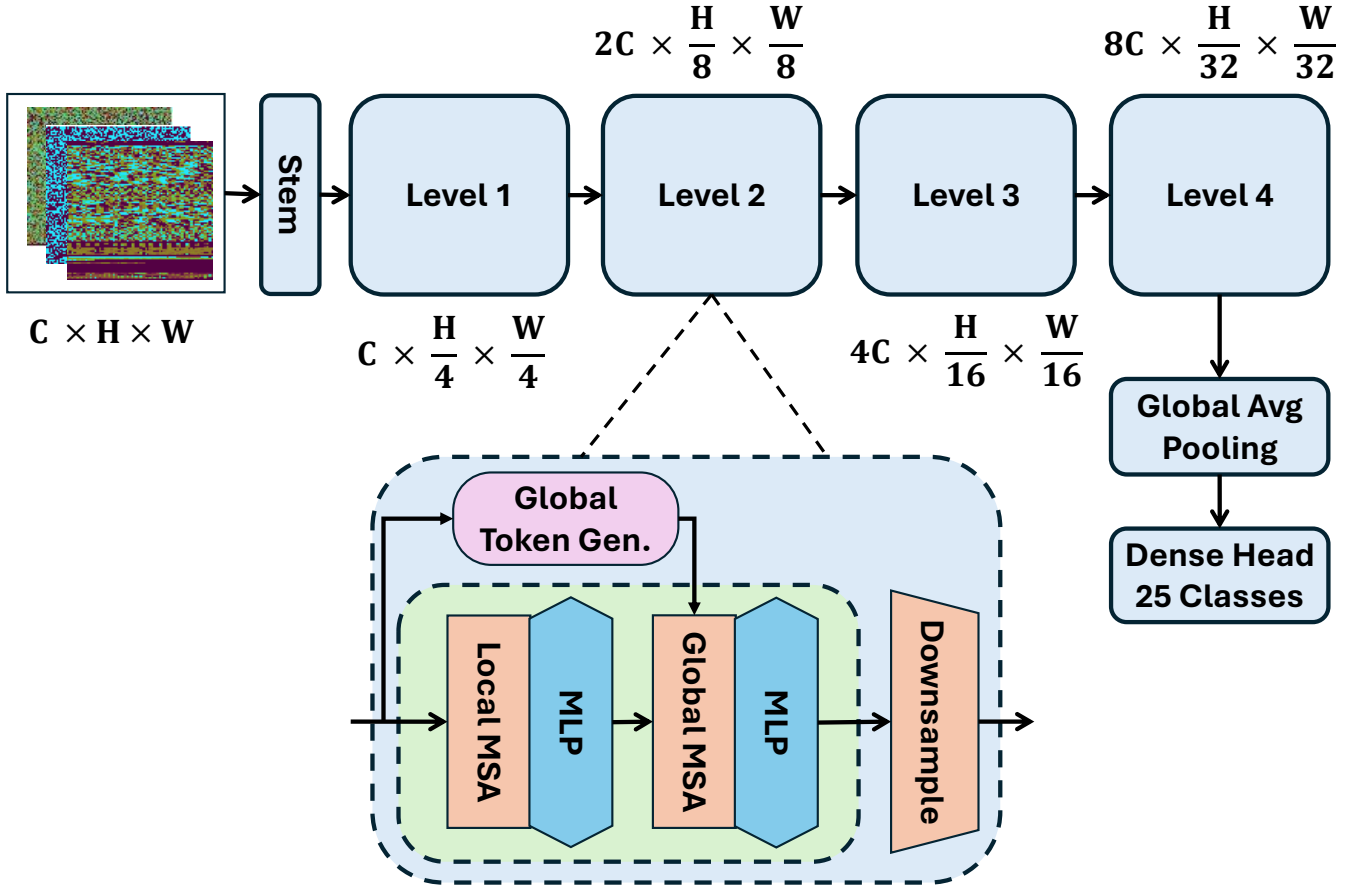 2C × H/8 × W/8
8C × H/32 × W/32
Stem
Level 1
Level 2
Level 3
Level 4
C × H × W
C × H/4 × W/4
4C × H/16 × W/16
Global Avg
Pooling
Dense Head
25 Classes
Global
Token Gen.
Local MSA
MLP
Global MSA
MLP
Downsample